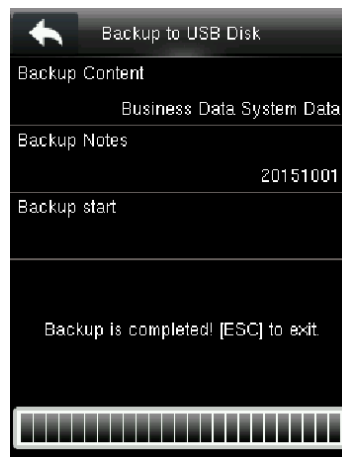 Backup to USB Disk
Backup Content
Business Data System Data
Backup Notes
20151001
Backup start
Backup is completed! [ESC] to exit.